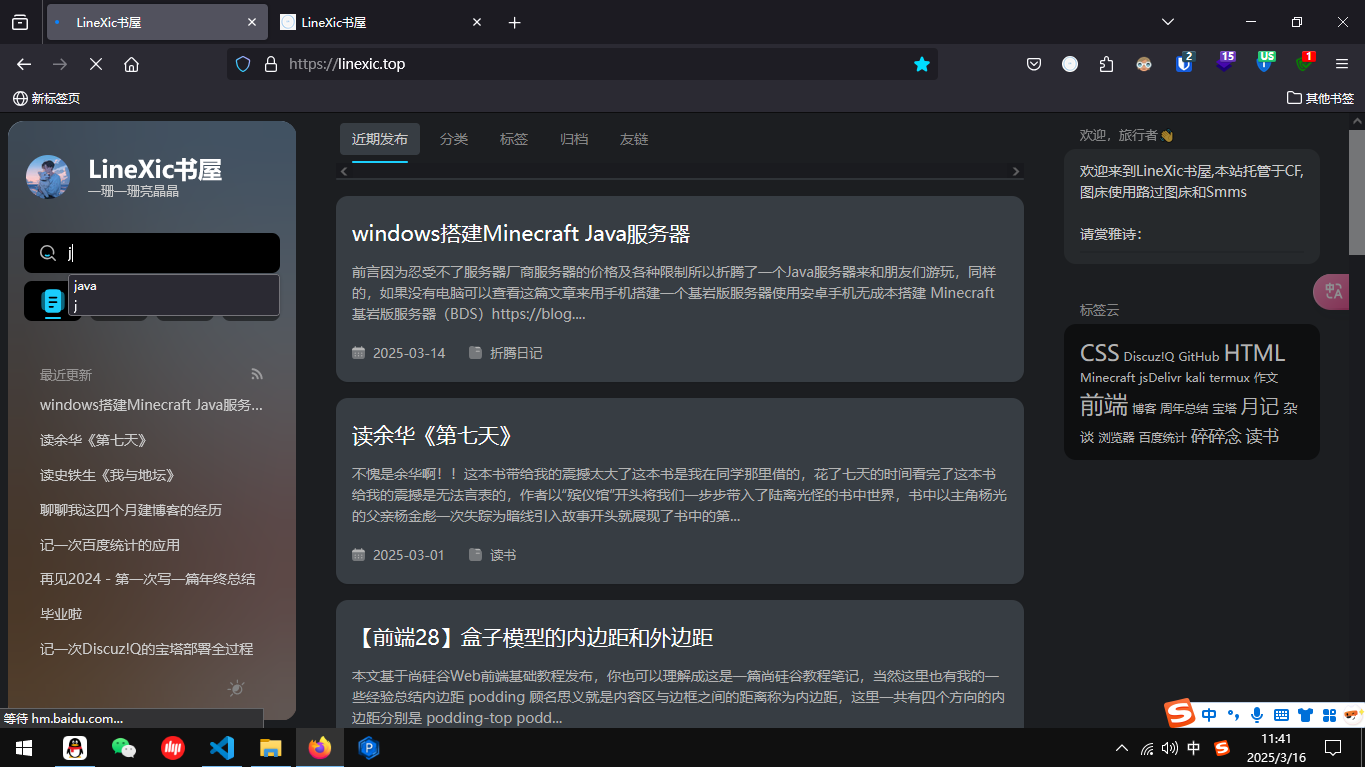 LineXic书屋
LineXic书屋
https://linexic.top
2
15
US
1
新标签页
其他书签
LineXic书屋
一珊一珊亮晶晶
j
java
j
最近更新
windows搭建Minecraft Java服务...
读余华《第七天》
读史铁生《我与地坛》
聊聊我这四个月建博客的经历
记一次百度统计的应用
再见2024 - 第一次写一篇年终总结
毕业啦
记一次Discuz!Q的宝塔部署全过程
等待 hm.baidu.com...
近期发布 分类 标签 归档 友链
windows搭建Minecraft Java服务器
前言因为忍受不了服务器厂商服务器的价格及各种限制所以折腾了一个Java服务器来和朋友们游玩，同样
的，如果没有电脑可以查看这篇文章来用手机搭建一个基岩版服务器使用安卓手机无成本搭建 Minecraft
基岩版服务器（BDS）https://blog....
2025-03-14 折腾日记
读余华《第七天》
不愧是余华啊！！这本书带给我的震撼太大了这本书是我在同学那里借的，花了七天的时间看完了这本书
给我的震撼是无法言表的，作者以“殡仪馆”开头将我们一步步带入了陆离光怪的书中世界，书中以主角杨光
的父亲杨金彪一次失踪为暗线引入故事开头就展现了书中的第...
2025-03-01 读书
【前端28】盒子模型的内边距和外边距
本文基于尚硅谷Web前端基础教程发布，你也可以理解成这是一篇尚硅谷教程笔记，当然这里也有我的一
些经验总结内边距 podding 顾名思义就是内容区与边框之间的距离称为内边距，这里一共有四个方向的内
边距分别是 podding-top podd...
欢迎，旅行者
欢迎来到LineXic书屋,本站托管于CF,
图床使用路过图床和Smms
请赏雅诗：
标签云
CSS Discuz!Q GitHub HTML
Minecraft jsDelivr kali termux 作文
前端 博客 周年总结 宝塔 月记 杂
谈 浏览器 百度统计 碎碎念 读书
中
中
11:41
2025/3/16